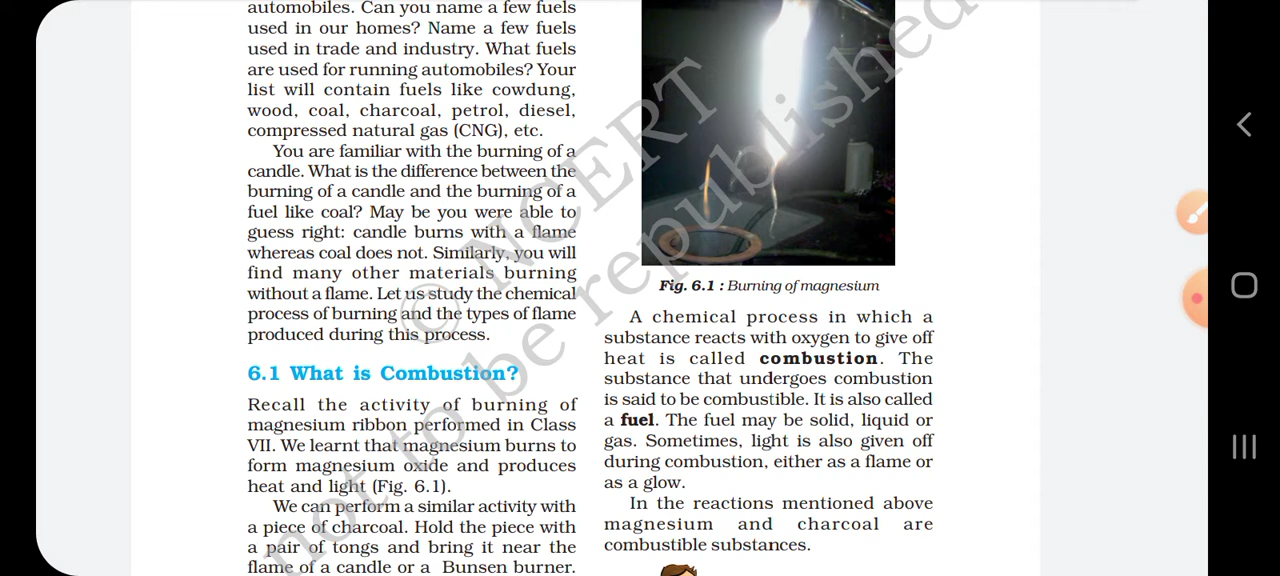 automobiles. Can you name a few fuels
used in our homes? Name a few fuels
used in trade and industry. What fuels
are used for running automobiles? Your
list will contain fuels like cowdung,
wood, coal, charcoal, petrol, diesel,
compressed natural gas (CNG), etc.
You are familiar with the burning of a
candle. What is the difference between the
burning of a candle and the burning of a
fuel like coal? May be you were able to
guess right: candle burns with a flame
whereas coal does not. Similarly, you will
find many other materials burning
without a flame. Let us study the chemical
process of burning and the types of flame
produced during this process.
6.1 What is Combustion?
Recall the activity of burning of
magnesium ribbon performed in Class
VII. We learnt that magnesium burns to
form magnesium oxide and produces
heat and light (Fig. 6.1).
We can perform a similar activity with
a piece of charcoal. Hold the piece with
a pair of tongs and bring it near the
flame of a candle or a Bunsen burner.
Fig. 6.1 : Burning of magnesium
A chemical process in which a
substance reacts with oxygen to give off
heat is called combustion. The
substance that undergoes combustion
is said to be combustible. It is also called
a fuel. The fuel may be solid, liquid or
gas. Sometimes, light is also given off
during combustion, either as a flame or
as a glow.
In the reactions mentioned above
magnesium and charcoal are
combustible substances.
© NCERT
not to be republished